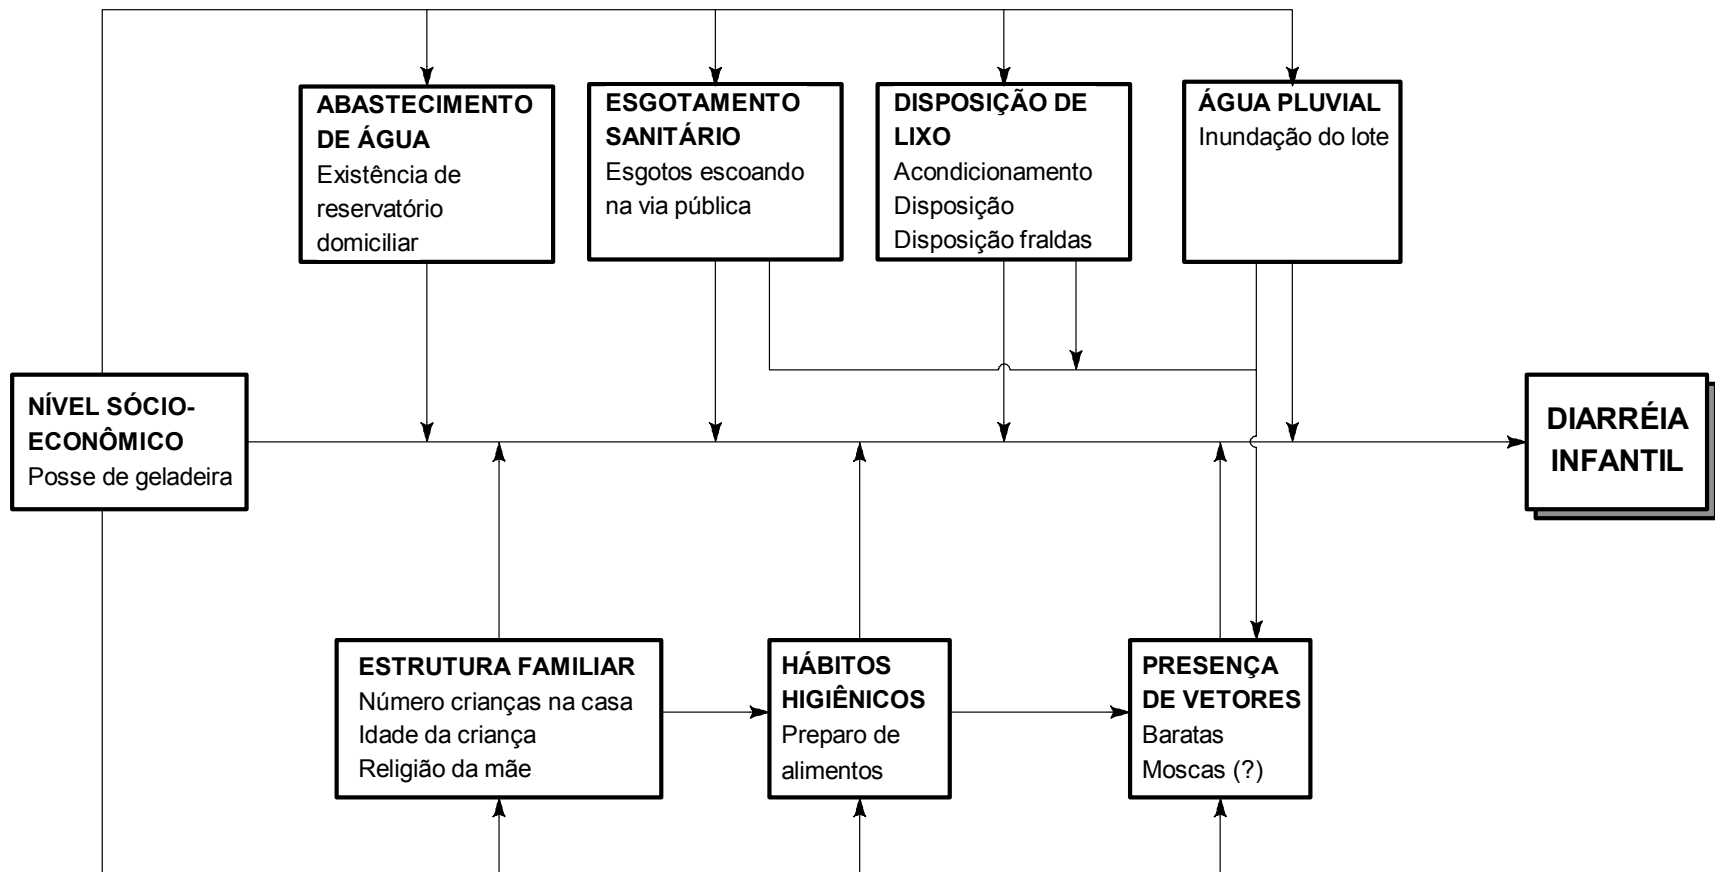 ABASTECIMENTO
DE ÁGUA
Existência de
reservatório
domiciliar
ESGOTAMENTO
SANITÁRIO
Esgotos escoando
na via pública
DISPOSIÇÃO DE
LIXO
Acondicionamento
Disposição
Disposição fraldas
ÁGUA PLUVIAL
Inundação do lote
NÍVEL SÓCIO-
ECONÔMICO
Posse de geladeira
DIARRÉIA
INFANTIL
ESTRUTURA FAMILIAR
Número crianças na casa
Idade da criança
Religião da mãe
HÁBITOS
HIGIÊNICOS
Preparo de
alimentos
PRESENÇA
DE VETORES
Baratas
Moscas (?)